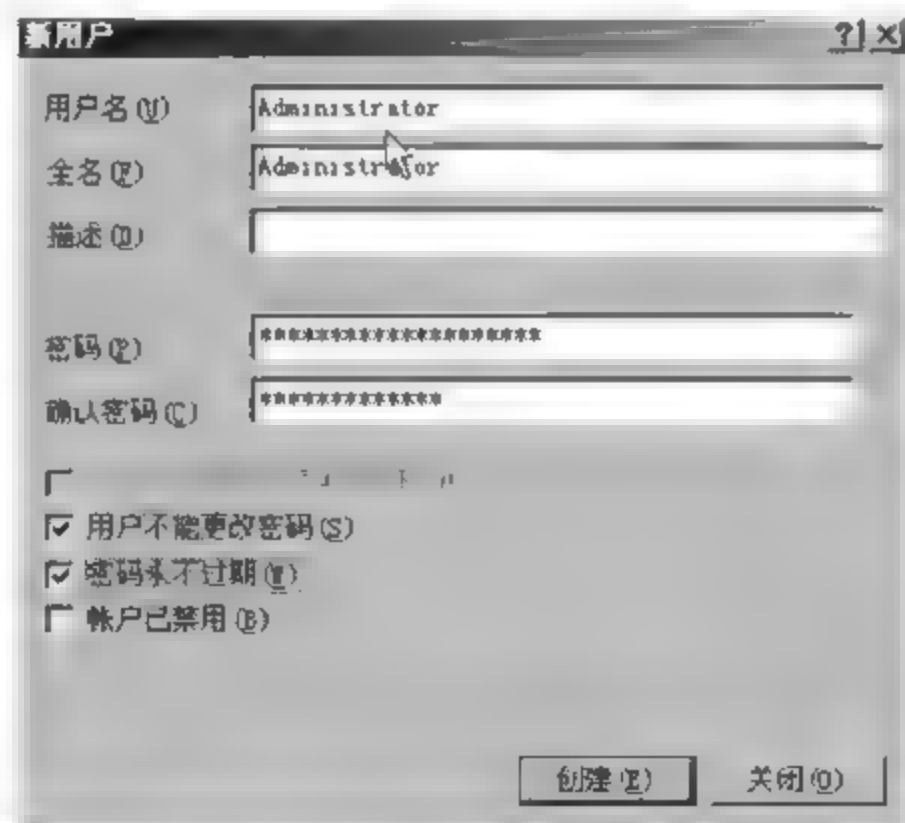 新用户
用户名(U) Administrator
全名(F) Administrator
描述(D)
密码(P) ********************
确认密码(C) *************
用户不能更改密码(S)
密码永不过期(W)
帐户已禁用(B)
创建(E) 关闭(O)